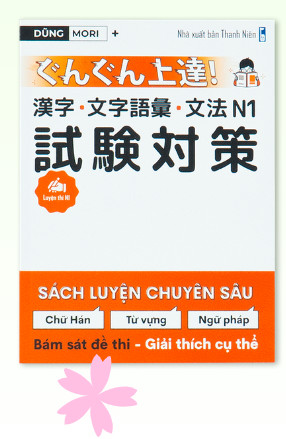 DŨNG MORI +
Nhà xuất bản Thanh Niên
ぐんぐん上達!
漢字・文字語彙・文法 N1
試験対策
Luyện thi N1
SÁCH LUYỆN CHUYÊN SÂU
Chữ Hán
Từ vựng
Ngữ pháp
Bám sát đề thi - Giải thích cụ thể